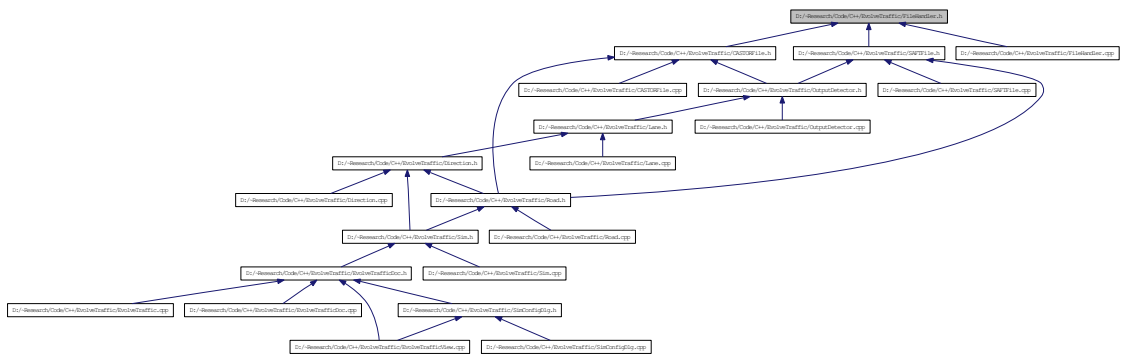 D:/~Research/Code/C++/EvolveTraffic/FileHandler.h
D:/~Research/Code/C++/EvolveTraffic/CASTORFile.h
D:/~Research/Code/C++/EvolveTraffic/SAFTFile.h
D:/~Research/Code/C++/EvolveTraffic/FileHandler.cpp
D:/~Research/Code/C++/EvolveTraffic/CASTORFile.cpp
D:/~Research/Code/C++/EvolveTraffic/OutputDetector.h
D:/~Research/Code/C++/EvolveTraffic/SAFTFile.cpp
D:/~Research/Code/C++/EvolveTraffic/Lane.h
D:/~Research/Code/C++/EvolveTraffic/OutputDetector.cpp
D:/~Research/Code/C++/EvolveTraffic/Direction.h
D:/~Research/Code/C++/EvolveTraffic/Lane.cpp
D:/~Research/Code/C++/EvolveTraffic/Direction.cpp
D:/~Research/Code/C++/EvolveTraffic/Road.h
D:/~Research/Code/C++/EvolveTraffic/Sim.h
D:/~Research/Code/C++/EvolveTraffic/Road.cpp
D:/~Research/Code/C++/EvolveTraffic/EvolveTrafficDoc.h
D:/~Research/Code/C++/EvolveTraffic/Sim.cpp
D:/~Research/Code/C++/EvolveTraffic/EvolveTraffic.cpp
D:/~Research/Code/C++/EvolveTraffic/EvolveTrafficDoc.cpp
D:/~Research/Code/C++/EvolveTraffic/SimConfigDlg.h
D:/~Research/Code/C++/EvolveTraffic/EvolveTrafficView.cpp
D:/~Research/Code/C++/EvolveTraffic/SimConfigDlg.cpp